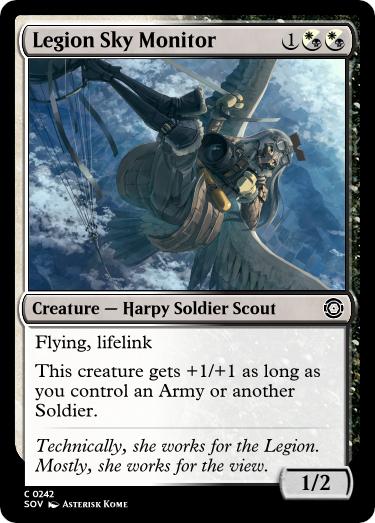 Legion Sky Monitor 1
Creature — Harpy Soldier Scout
Flying, lifelink
This creature gets +1/+1 as long as
you control an Army or another
Soldier.
Technically, she works for the Legion.
Mostly, she works for the view.
1/2
C 0242
SOV Asterisk Kome